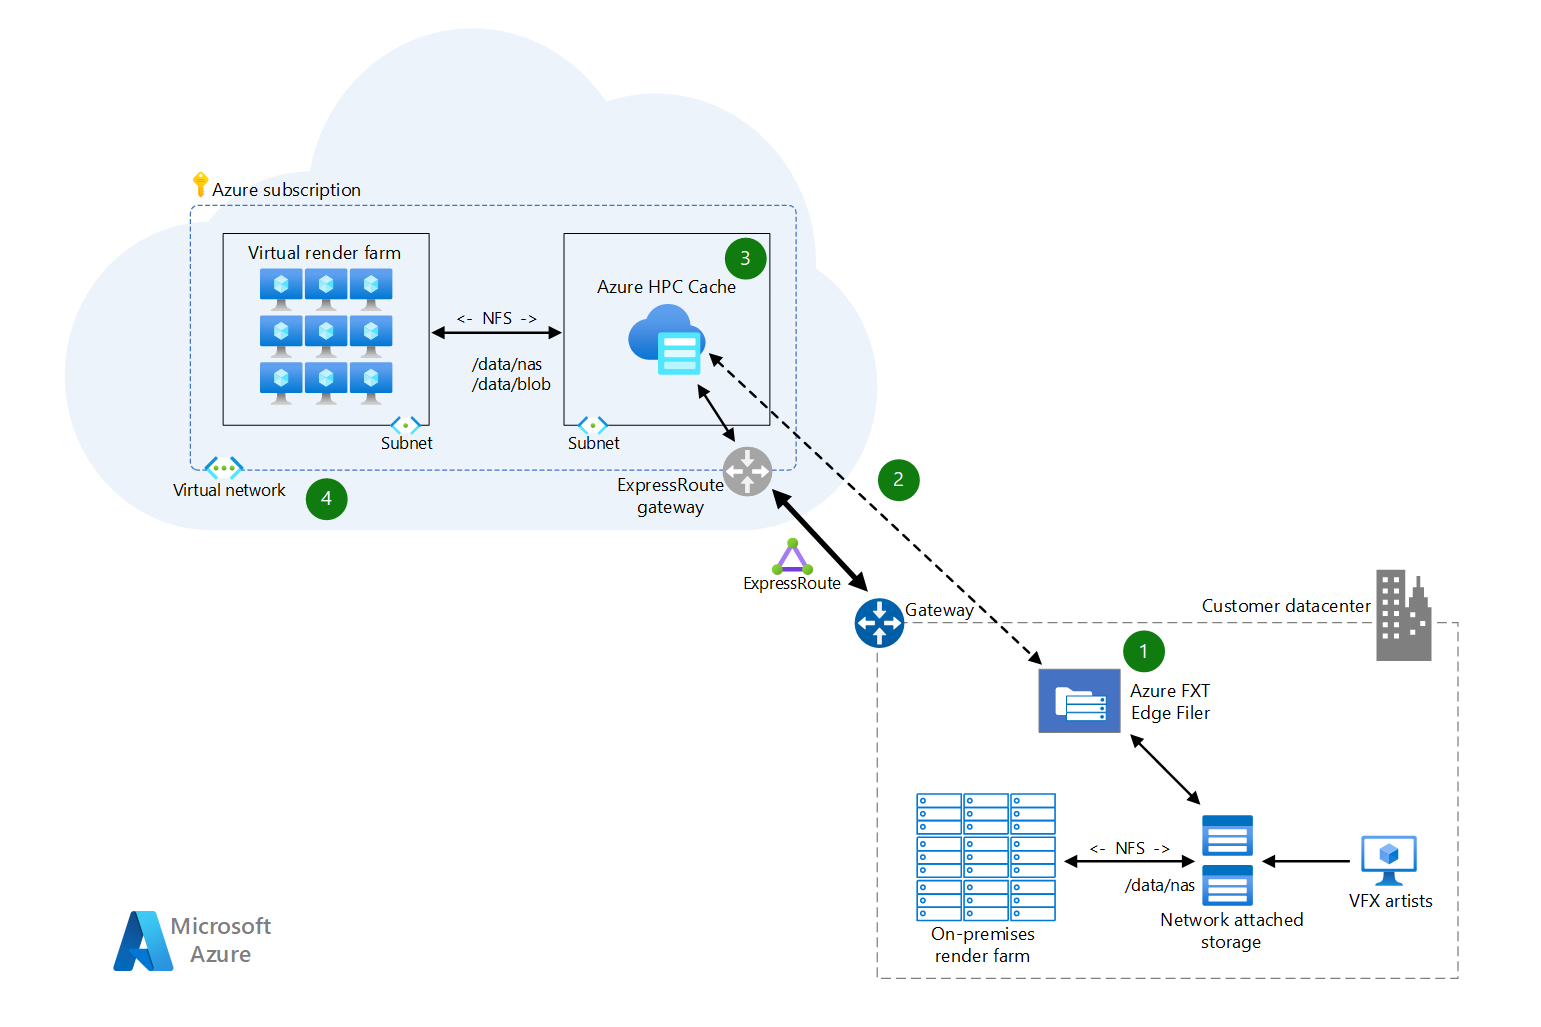 Azure subscription
Virtual render farm
3
Azure HPC Cache
<- NFS ->
/data/nas
/data/blob
Subnet
Subnet
Virtual network
4
ExpressRoute
gateway
2
ExpressRoute
Gateway
Customer datacenter
1
Azure FXT
Edge Filer
<- NFS ->
/data/nas
VFX artists
Network attached
storage
On-premises
render farm
Microsoft
Azure